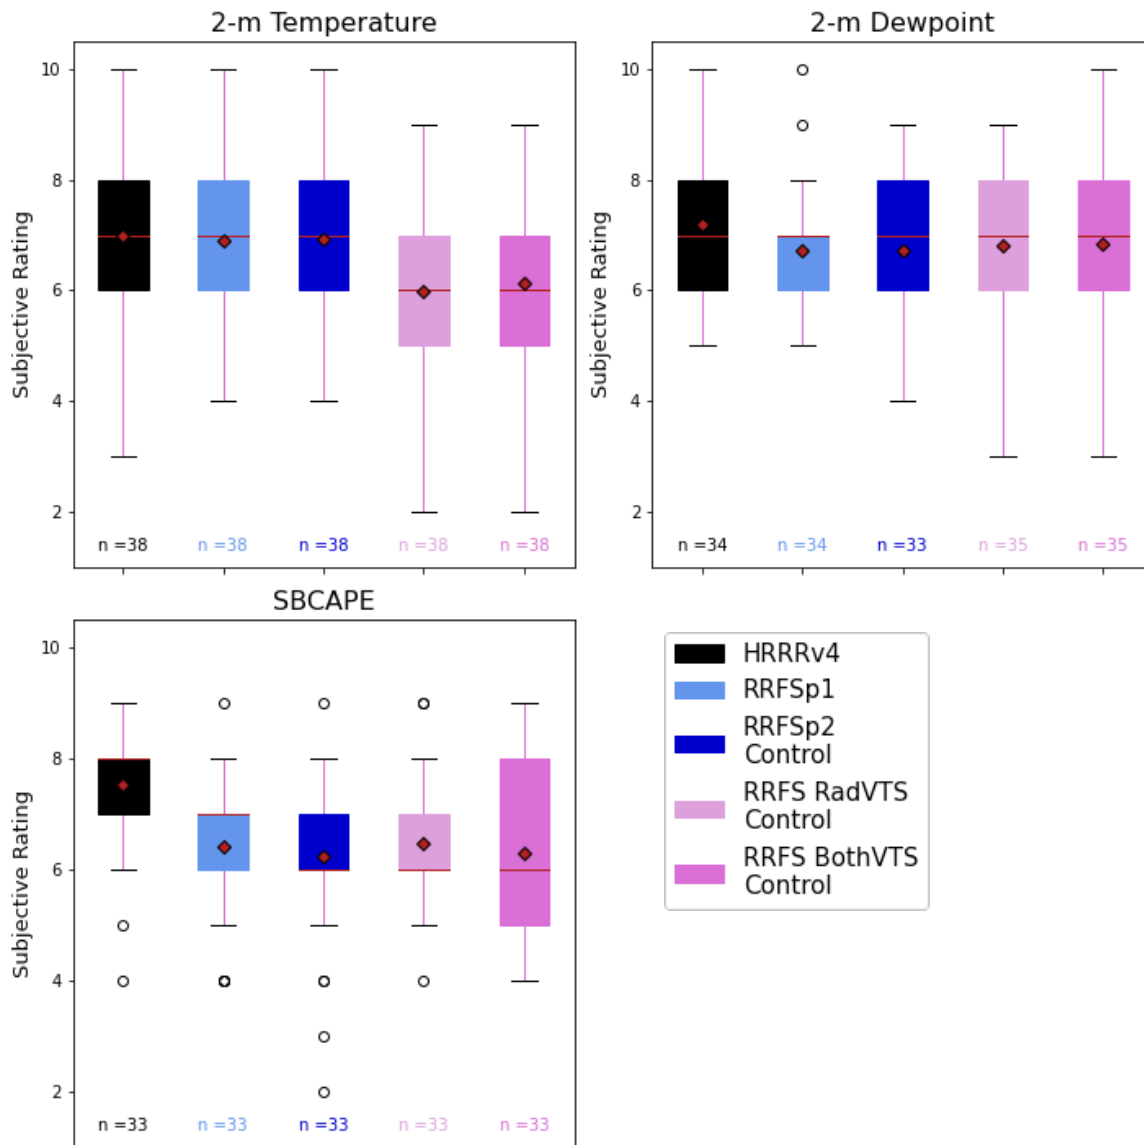 2-m Temperature
2-m Dewpoint
Subjective Rating
10
8
6
4
2
n =38 n =38 n =38 n =38 n =38
Subjective Rating
10
8
6
4
2
n =34 n =34 n =33 n =35 n =35
SBCAPE
Subjective Rating
10
8
6
4
2
n =33 n =33 n =33 n =33 n =33
HRRRv4
RRFSp1
RRFSp2
Control
RRFS RadVTS
Control
RRFS BothVTS
Control